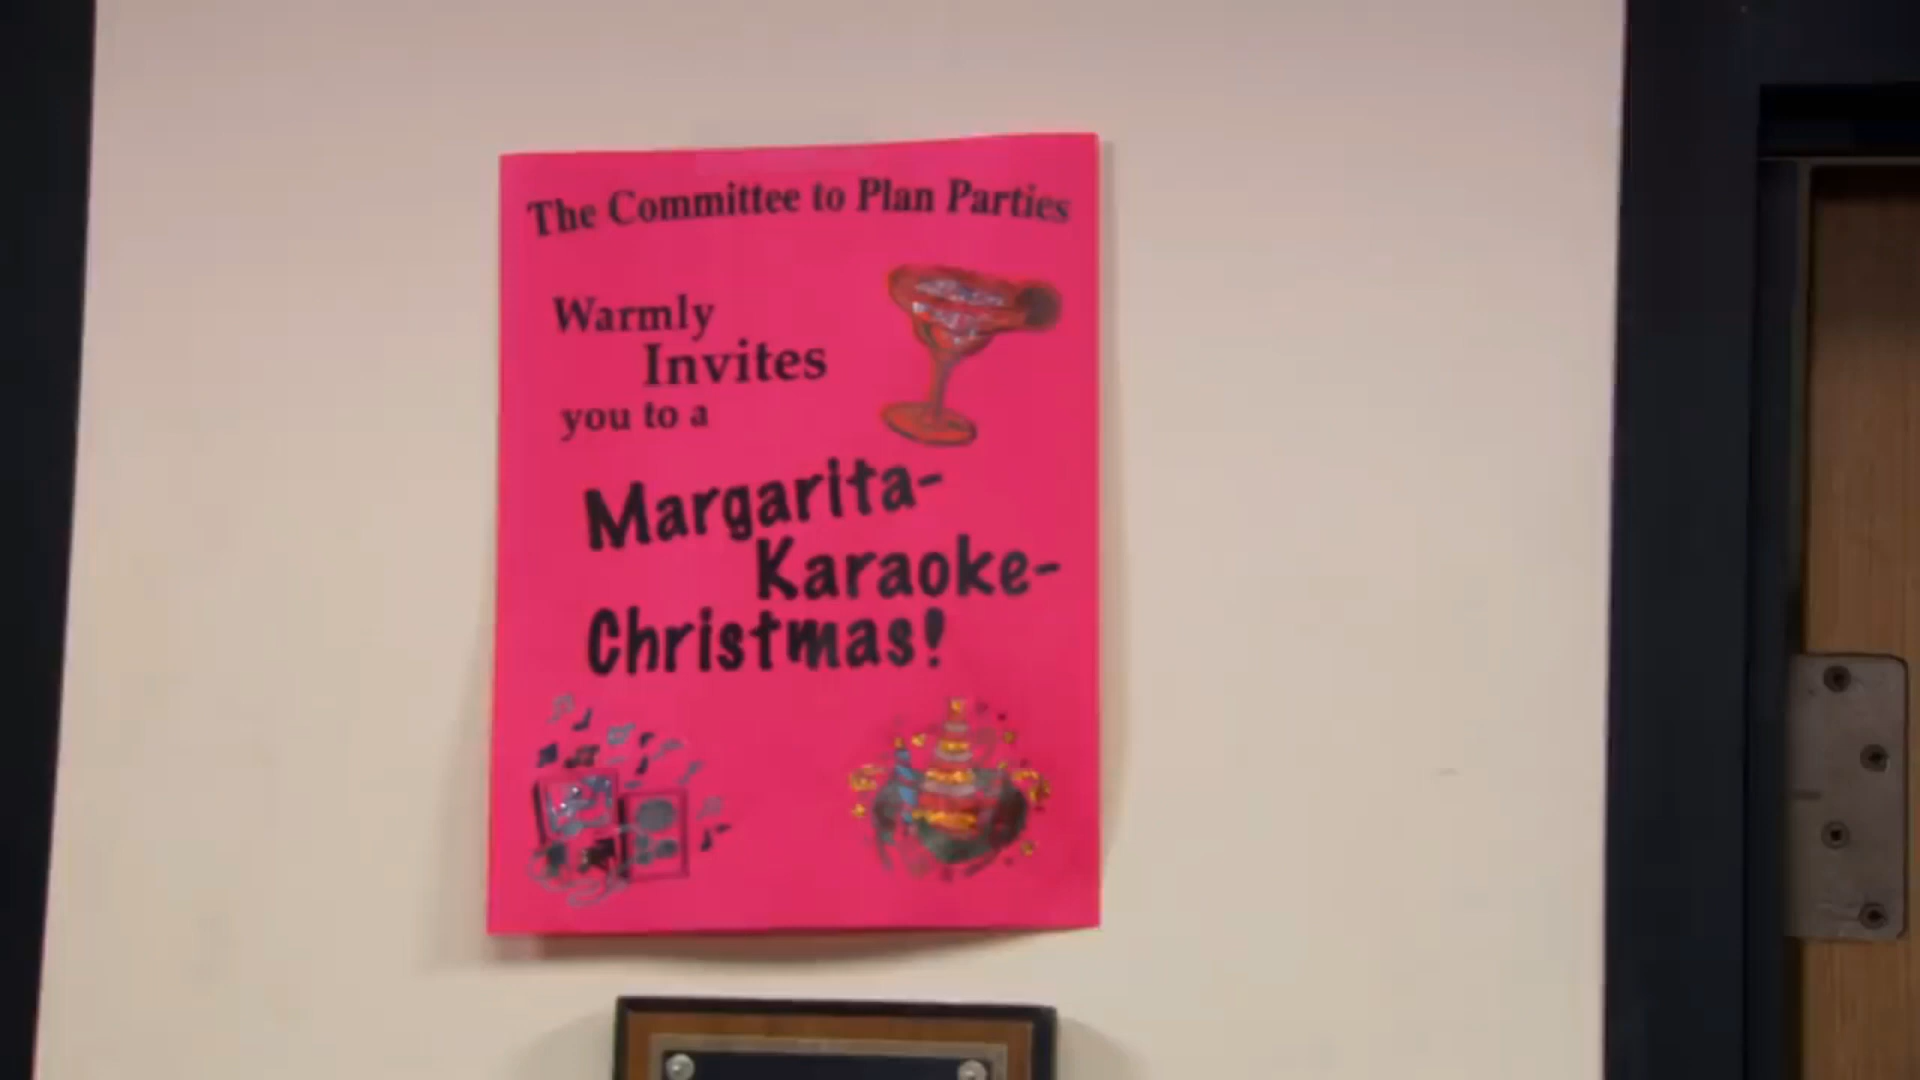 The Committee to Plan Parties
Warmly
Invites
you to a
Margarita-
Karaoke-
Christmas!